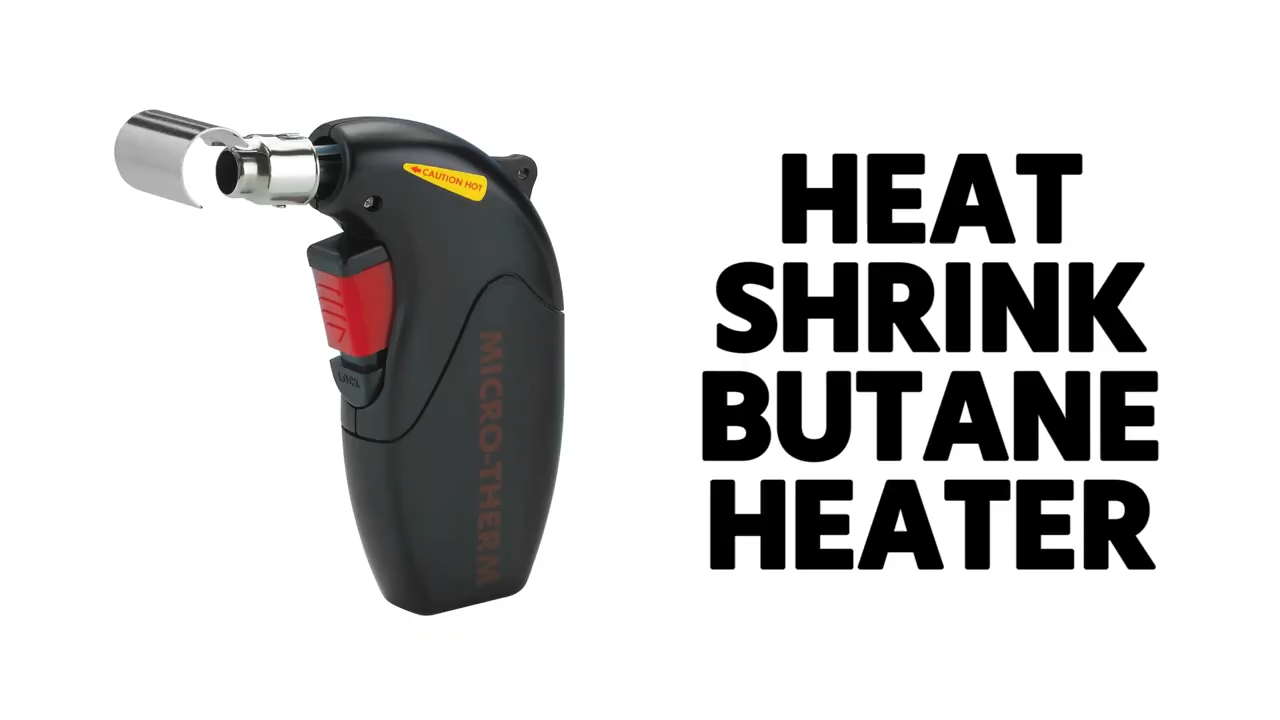 CAUTION HOT
LOCK
MICRO-THERM
HEAT
SHRINK
BUTANE
HEATER